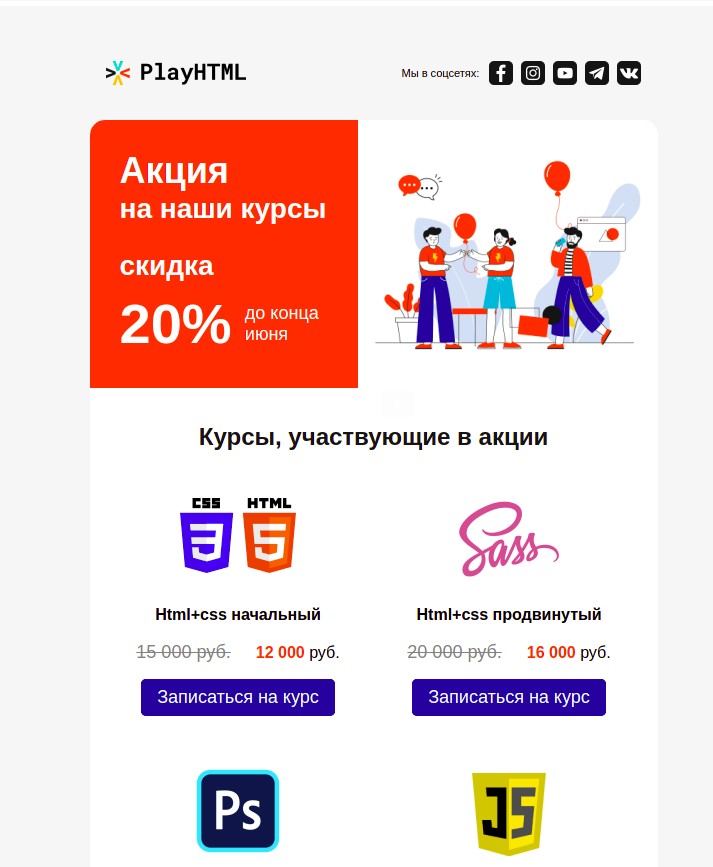 PlayHTML
Мы в соцсетях:
Акция
на наши курсы
скидка
20%
до конца
июня
Курсы, участвующие в акции
CSS HTML
3 5
Sass
Html+css начальный
Html+css продвинутый
15 000 руб. 12 000 руб.
20 000 руб. 16 000 руб.
Записаться на курс
Записаться на курс
Ps
JS